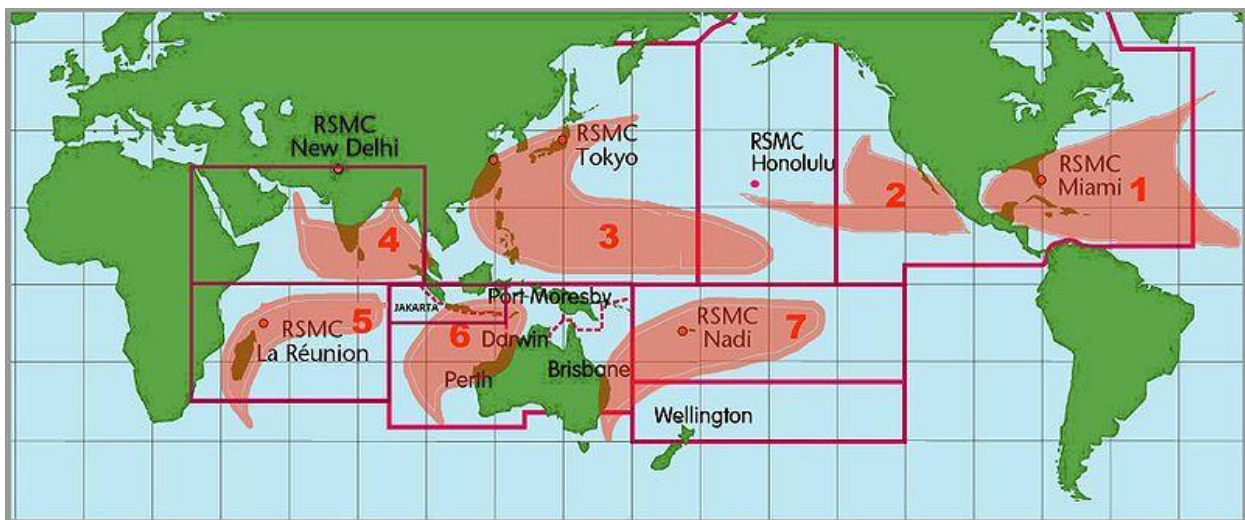 RSMC
New Delhi
RSMC
Tokyo
RSMC
Honolulu
RSMC
Miami
1
2
3
4
JAKARTA
Port Moresby
5
RSMC
La Réunion
6
Darwin
Perth
Brisbane
RSMC
Nadi
7
Wellington